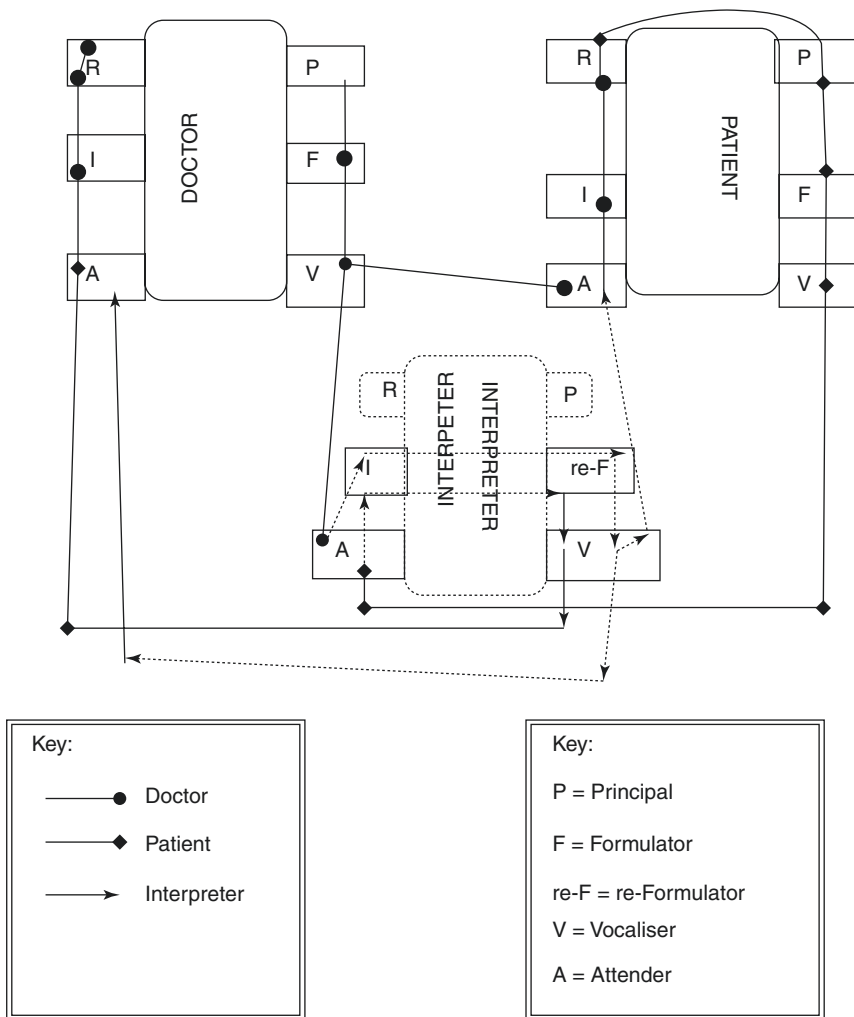 R
P
DOCTOR
I
F
A
V
R
P
PATIENT
I
F
A
V
R
P
INTERPETER
INTERPRETER
I
re-F
A
V
Key:
Doctor
Patient
Interpreter
Key:
P = Principal
F = Formulator
re-F = re-Formulator
V = Vocaliser
A = Attender